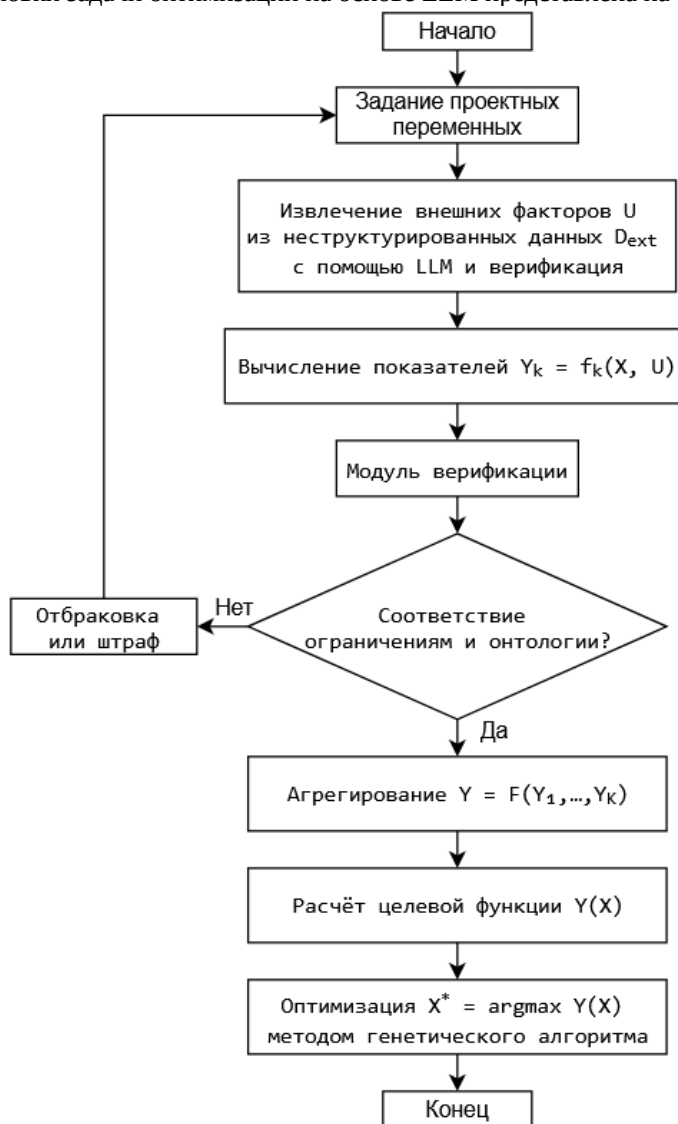 Начало
Задание проектных
переменных
Извлечение внешних факторов U
из неструктурированных данных Dext
с помощью LLM и верификация
Вычисление показателей Yk = fk(X, U)
Модуль верификации
Соответствие
ограничениям и онтологии?
Нет
Отбраковка
или штраф
Да
Агрегирование Y = F(Y1,…,YK)
Расчёт целевой функции Y(X)
Оптимизация X* = argmax Y(X)
методом генетического алгоритма
Конец